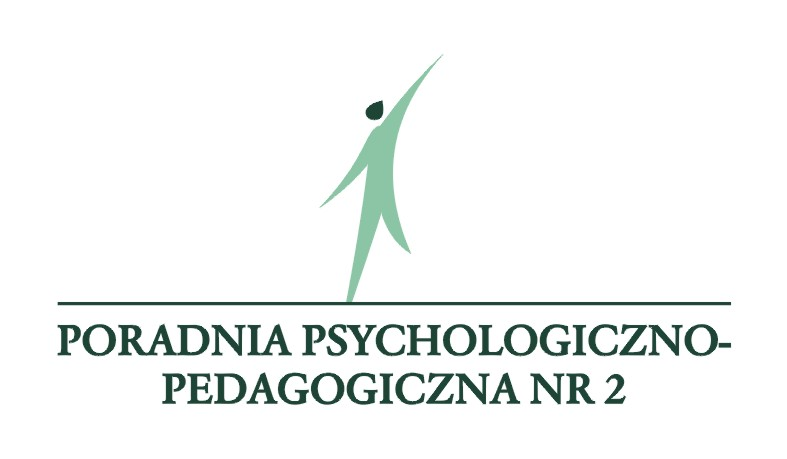 PORADNIA PSYCHOLOGICZNO-
PEDAGOGICZNA NR 2